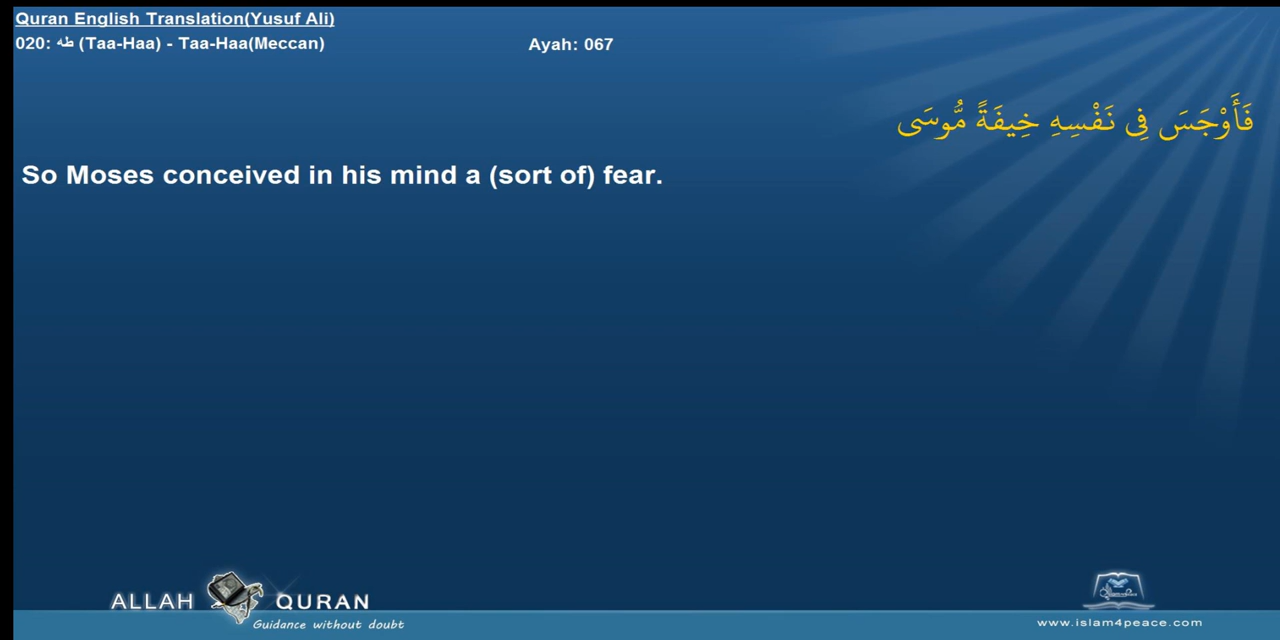 Quran English Translation(Yusuf Ali)
020: طه (Taa-Haa) - Taa-Haa(Meccan) Ayah: 067
فَأَوْجَسَ فِى نَفْسِهِ خِيفَةً مُّوسَى
So Moses conceived in his mind a (sort of) fear.
ALLAH QURAN
Guidance without doubt
www.islam4peace.com